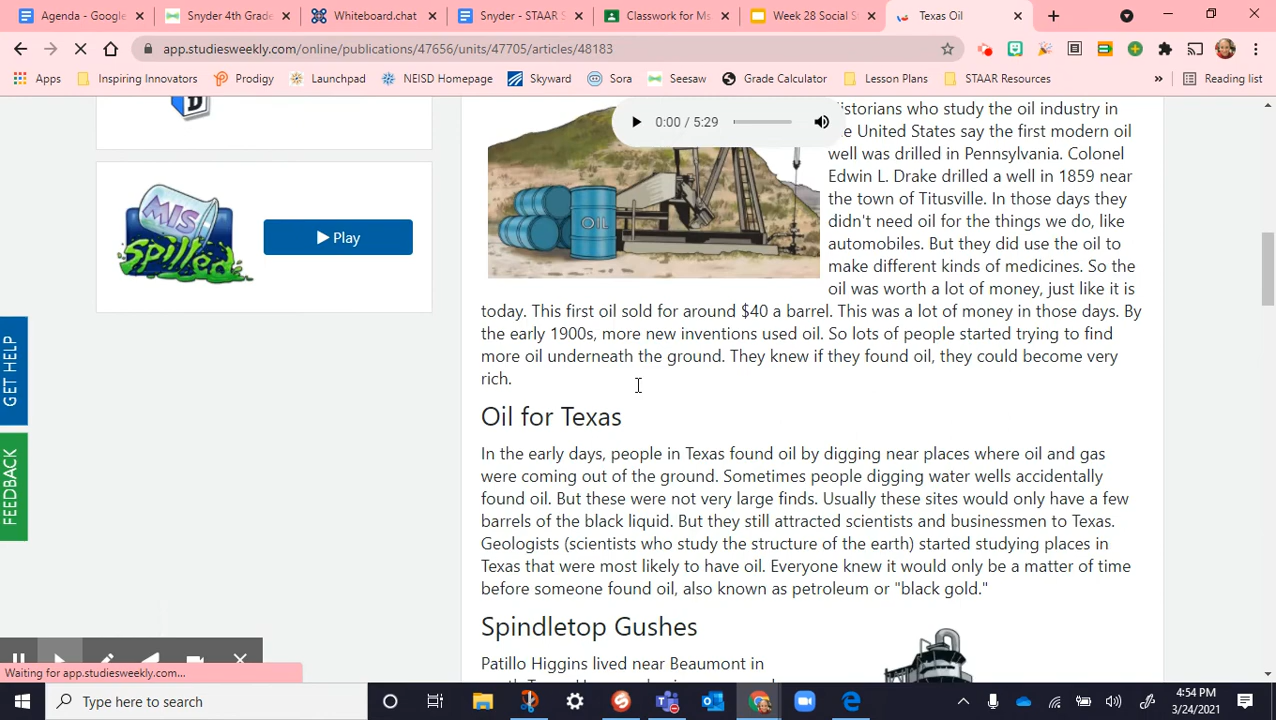 Agenda - Google
Snyder 4th Grade
Whiteboard.chat
Snyder - STAAR S
Classwork for Ms
Week 28 Social S
Texas Oil
app.studiesweekly.com/online/publications/47656/units/47705/articles/48183
Apps
Inspiring Innovators
Prodigy
Launchpad
NEISD Homepage
Skyward
Sora
Seesaw
Grade Calculator
Lesson Plans
STAAR Resources
»
Reading list
MIS
Spilled
Play
GET HELP
FEEDBACK
0:00 / 5:29
OIL
istorians who study the oil industry in
e United States say the first modern oil
well was drilled in Pennsylvania. Colonel
Edwin L. Drake drilled a well in 1859 near
the town of Titusville. In those days they
didn't need oil for the things we do, like
automobiles. But they did use the oil to
make different kinds of medicines. So the
oil was worth a lot of money, just like it is
today. This first oil sold for around $40 a barrel. This was a lot of money in those days. By
the early 1900s, more new inventions used oil. So lots of people started trying to find
more oil underneath the ground. They knew if they found oil, they could become very
rich.
Oil for Texas
In the early days, people in Texas found oil by digging near places where oil and gas
were coming out of the ground. Sometimes people digging water wells accidentally
found oil. But these were not very large finds. Usually these sites would only have a few
barrels of the black liquid. But they still attracted scientists and businessmen to Texas.
Geologists (scientists who study the structure of the earth) started studying places in
Texas that were most likely to have oil. Everyone knew it would only be a matter of time
before someone found oil, also known as petroleum or "black gold."
Spindletop Gushes
Patillo Higgins lived near Beaumont in
Waiting for app.studiesweekly.com...
Type here to search
4:54 PM
3/24/2021